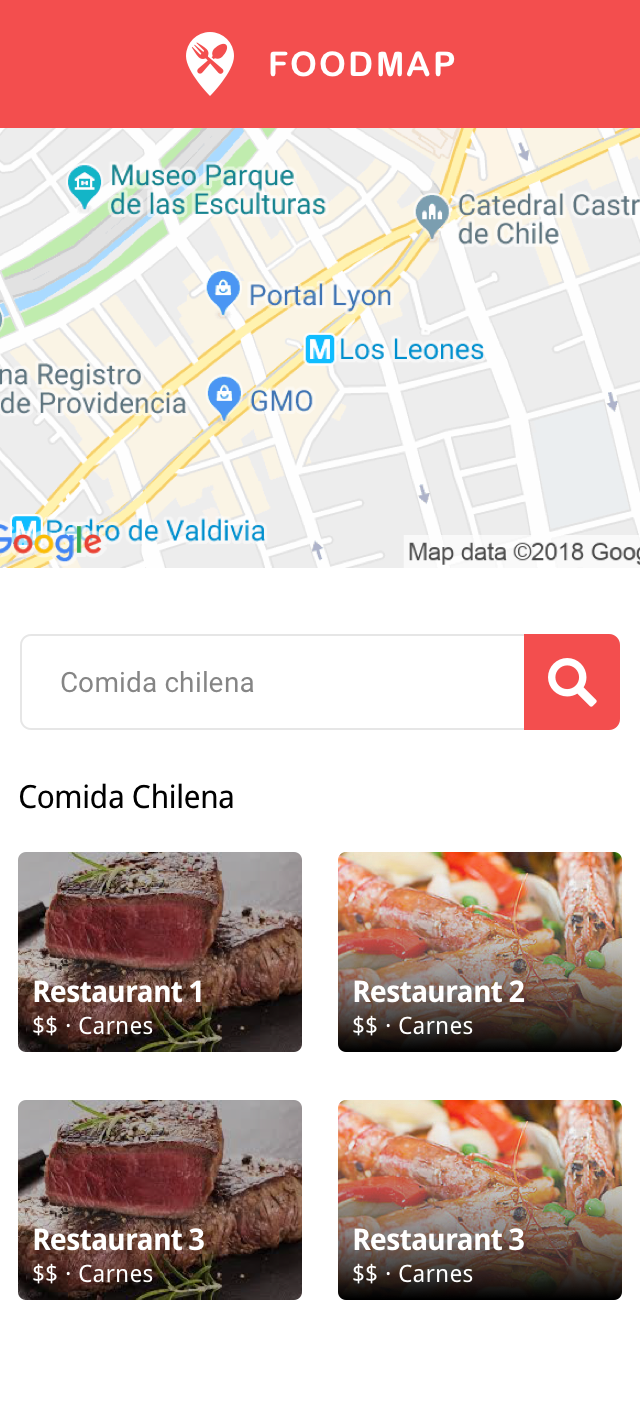 FOODMAP
Museo Parque
de las Esculturas
Catedral Castr
de Chile
Portal Lyon
M Los Leones
na Registro
de Providencia
GMO
M Pedro de Valdivia
Google
Map data ©2018 Goog
Comida chilena
Comida Chilena
Restaurant 1
$$ · Carnes
Restaurant 2
$$ · Carnes
Restaurant 3
$$ · Carnes
Restaurant 3
$$ · Carnes